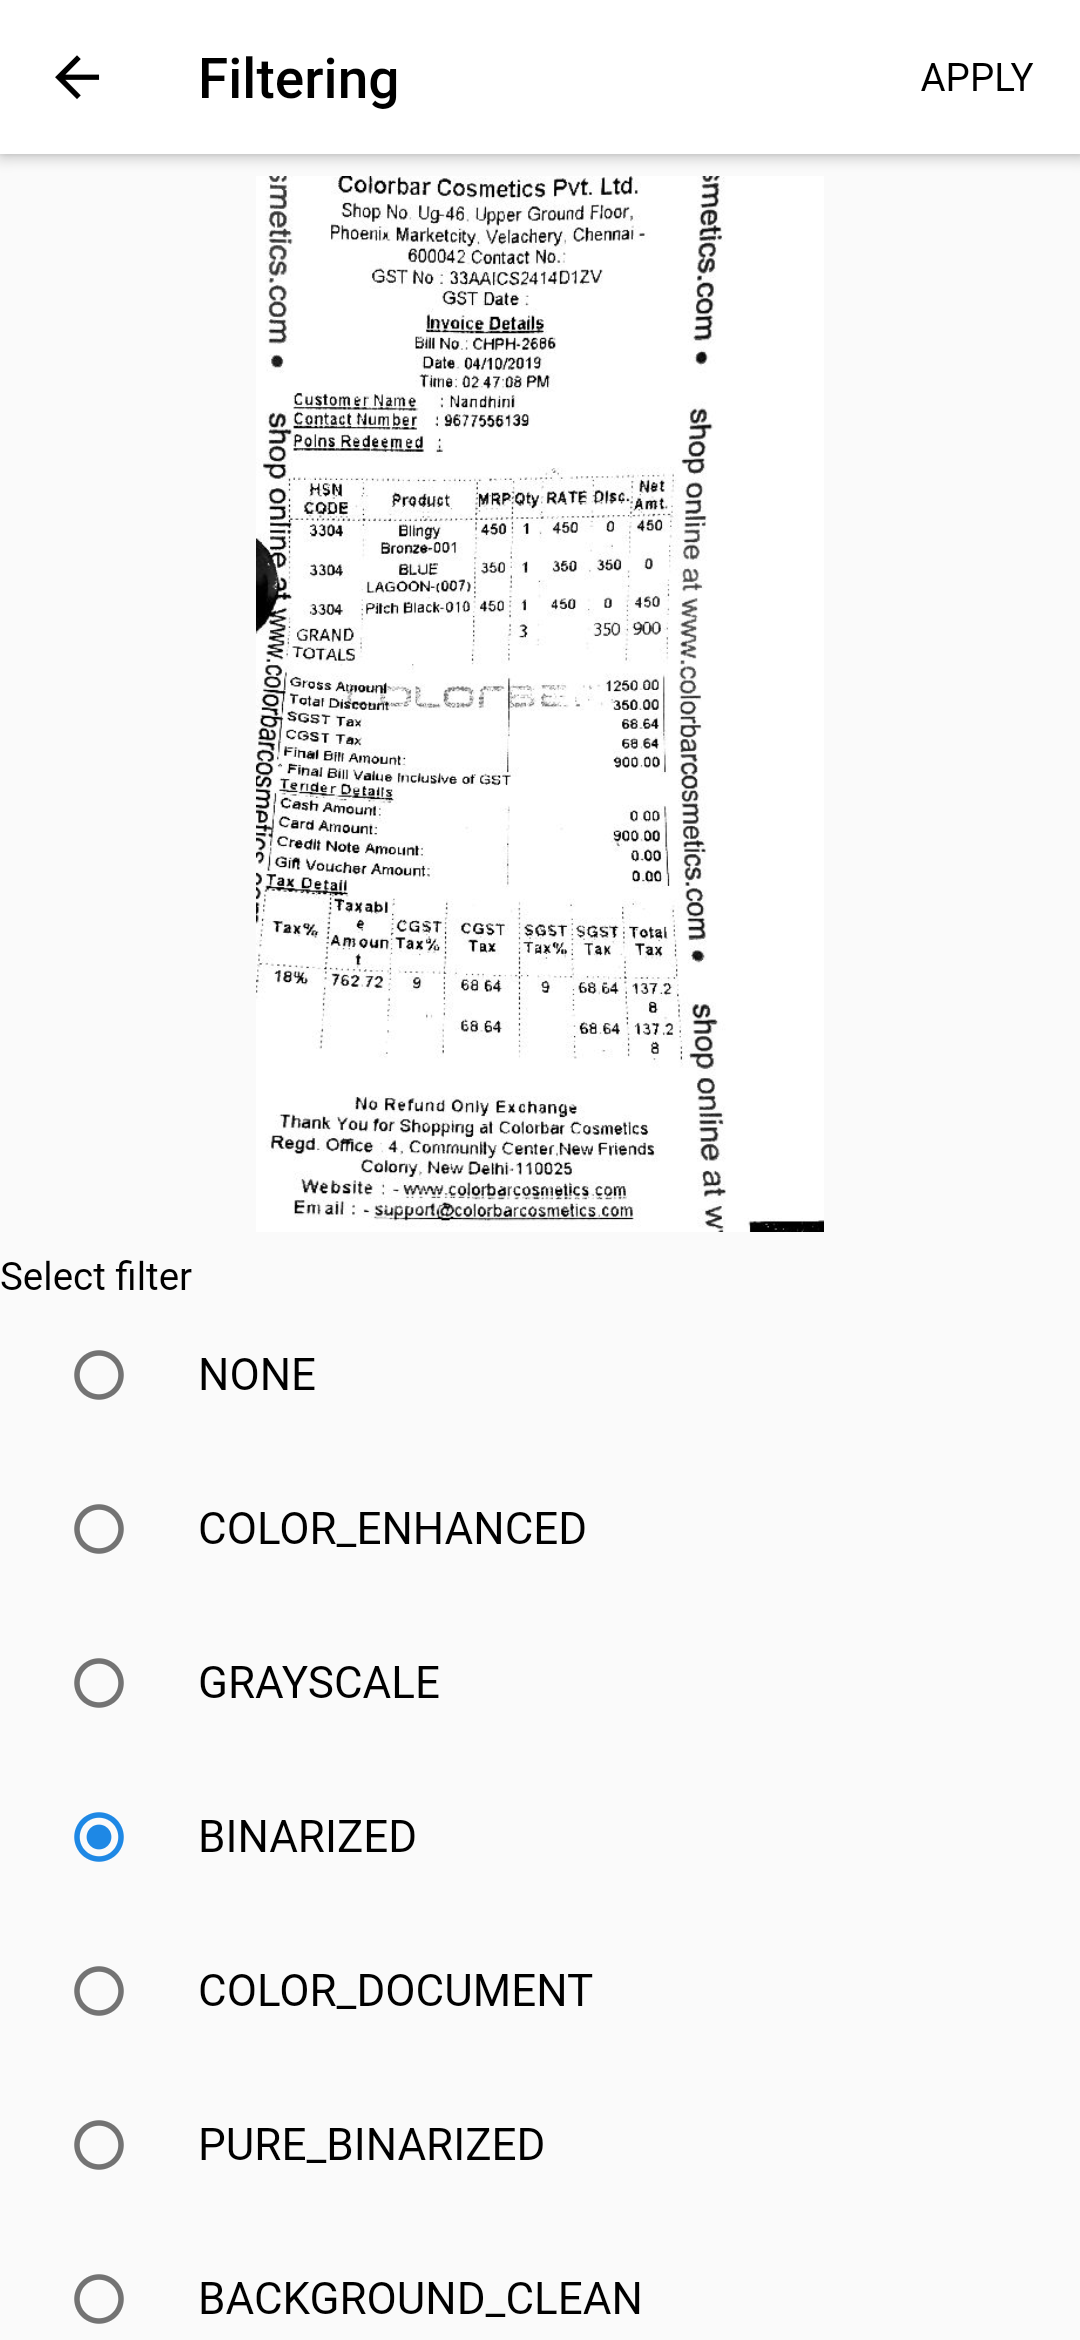 Filtering
APPLY
smetics.com • shop online at www.colorbarcosmetics.com
Colorbar Cosmetics Pvt. Ltd.
Shop No. Ug-46. Upper Ground Floor,
Phoenix Marketcity, Velachery, Chennai -
600042 Contact No.:
GST No : 33AAICS2414D1ZV
GST Date :
Invoice Details
Bill No.: CHPH-2686
Date. 04/10/2019
Time: 02:47:08 PM
Customer Name : Nandhini
Contact Number : 9677556139
Poins Redeemed :
HSN CODE Product MRP Qty RATE Disc. Net Amt.
3304 Blingy Bronze-001 450 1 450 0 450
3304 BLUE LAGOON-(007) 350 1 350 350 0
3304 Pitch Black-010 450 1 450 0 450
GRAND TOTALS 3 350 900
Gross Amount 1250.00
Total Discount 350.00
SGST Tax 68.64
CGST Tax 68.64
Final Bill Amount: 900.00
* Final Bill Value Inclusive of GST
Tender Details
Cash Amount: 0.00
Card Amount: 900.00
Credit Note Amount: 0.00
Gift Voucher Amount: 0.00
Tax Detail
Tax% Taxable Amount CGST Tax% CGST Tax SGST Tax% SGST Tax Total Tax
18% 762.72 9 68.64 9 68.64 137.28
68.64 68.64 137.28
No Refund Only Exchange
Thank You for Shopping at Colorbar Cosmetics
Regd. Office : 4, Community Center,New Friends
Colony, New Delhi-110025
Website : - www.colorbarcosmetics.com
Email : - support@colorbarcosmetics.com
smetics.com • shop online at www.colorbarcosmetics.com • shop online at w
Select filter
NONE
COLOR_ENHANCED
GRAYSCALE
BINARIZED
COLOR_DOCUMENT
PURE_BINARIZED
BACKGROUND_CLEAN